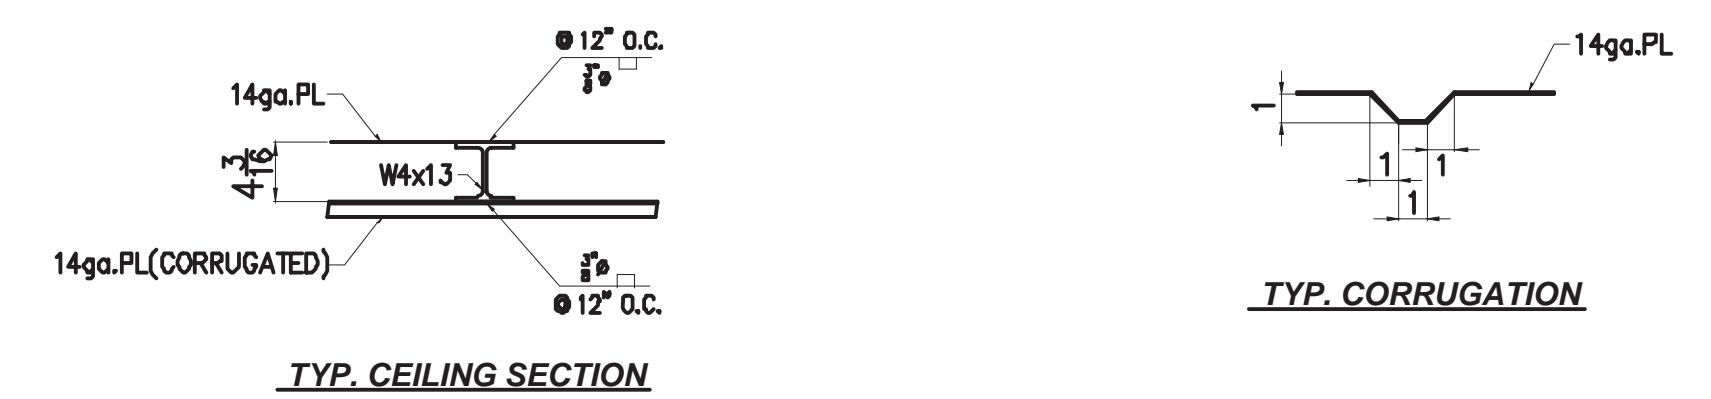 @ 12" O.C.
3"
8 Ø
14ga.PL
4 3/16
W4x13
14ga.PL(CORRUGATED)
3"
8 Ø
@ 12" O.C.
TYP. CEILING SECTION
14ga.PL
1
1
1
1
TYP. CORRUGATION